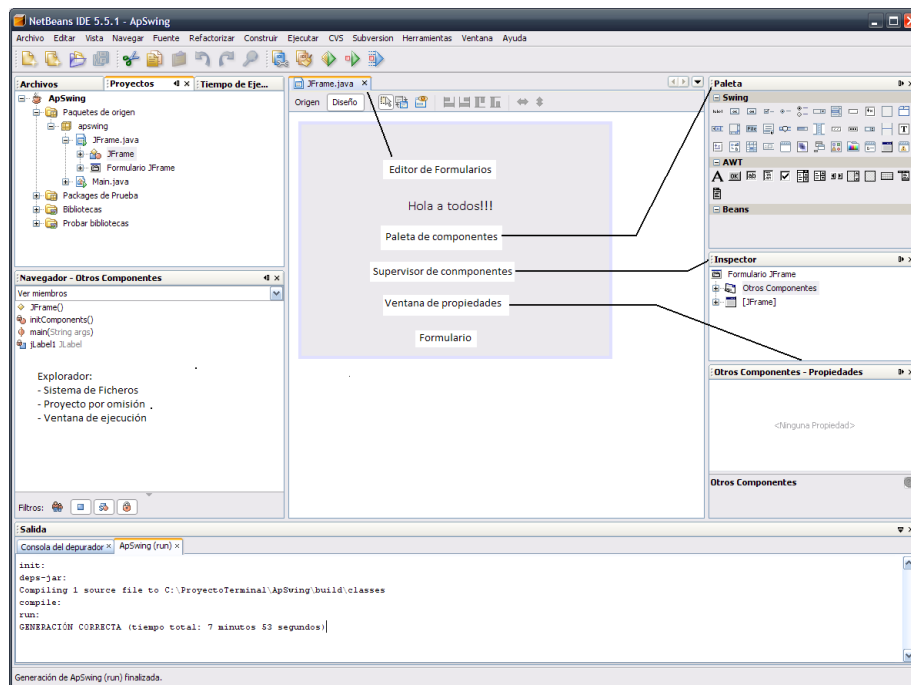 NetBeans IDE 5.5.1 - ApSwing
Archivo Editar Vista Navegar Fuente Refactorizar Construir Ejecutar CVS Subversion Herramientas Ventana Ayuda
Archivos
Proyectos
Tiempo de Eje...
ApSwing
Paquetes de origen
apswing
JFrame.java
JFrame
Formulario JFrame
Main.java
Packages de Prueba
Bibliotecas
Probar bibliotecas
Navegador - Otros Componentes
Ver miembros
JFrame()
initComponents()
main(String args)
jLabel1 JLabel
Explorador:
- Sistema de Ficheros
- Proyecto por omisión .
- Ventana de ejecución
Filtros:
JFrame.java
Origen Diseño
Editor de Formularios
Hola a todos!!!
Paleta de componentes
Supervisor de conmponentes
Ventana de propiedades
Formulario
Paleta
Swing
AWT
Beans
Inspector
Formulario JFrame
Otros Componentes
[JFrame]
Otros Componentes - Propiedades
<Ninguna Propiedad>
Otros Componentes
Salida
Consola del depurador
ApSwing (run)
init:
deps-jar:
Compiling 1 source file to C:\ProyectoTerminal\ApSwing\build\classes
compile:
run:
GENERACIÓN CORRECTA (tiempo total: 7 minutos 53 segundos)
Generación de ApSwing (run) finalizada.